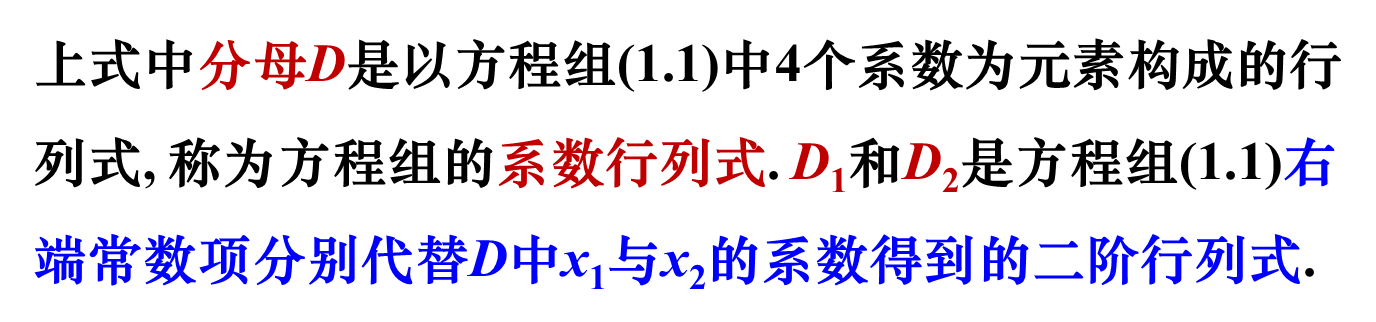 上式中分母D是以方程组(1.1)中4个系数为元素构成的行
列式, 称为方程组的系数行列式. D₁和D₂是方程组(1.1)右
端常数项分别代替D中x₁与x₂的系数得到的二阶行列式.